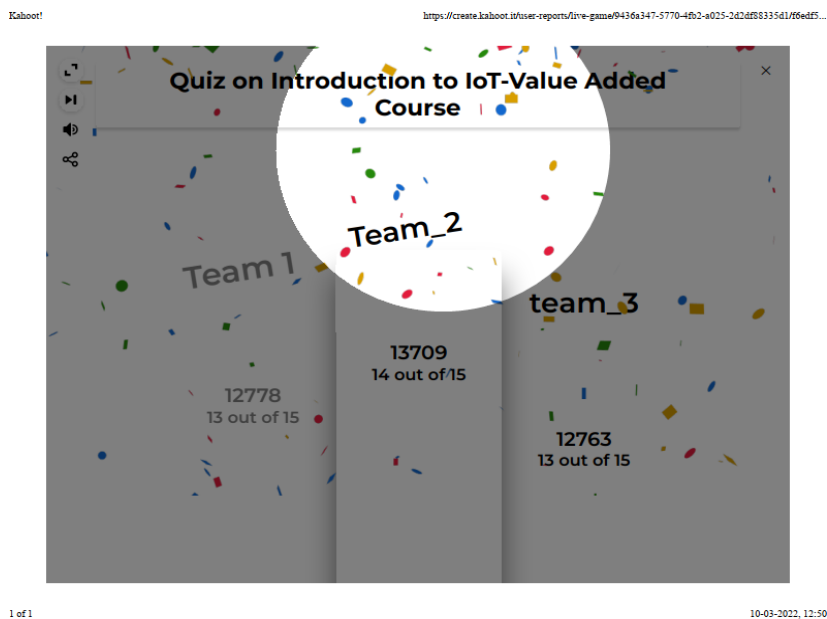 Kahoot!
https://create.kahoot.it/user-reports/live-game/9436a347-5770-4fb2-a025-2d2df88335d1/f6edf5...
Quiz on Introduction to IoT-Value Added
Course
Team_2
Team 1
team_3
13709
14 out of 15
12778
13 out of 15
12763
13 out of 15
1 of 1
10-03-2022, 12:50